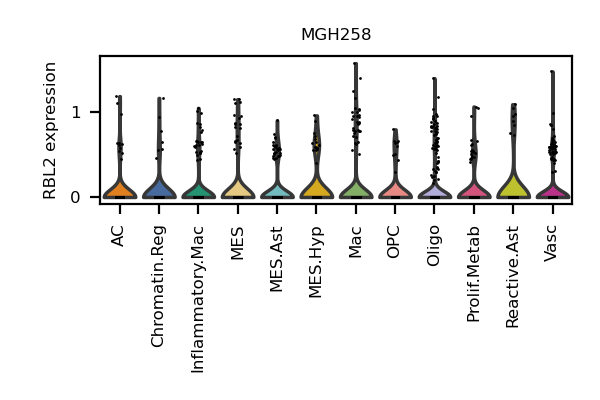 MGH258
RBL2 expression
1
0
AC
Chromatin.Reg
Inflammatory.Mac
MES
MES.Ast
MES.Hyp
Mac
OPC
Oligo
Prolif.Metab
Reactive.Ast
Vasc